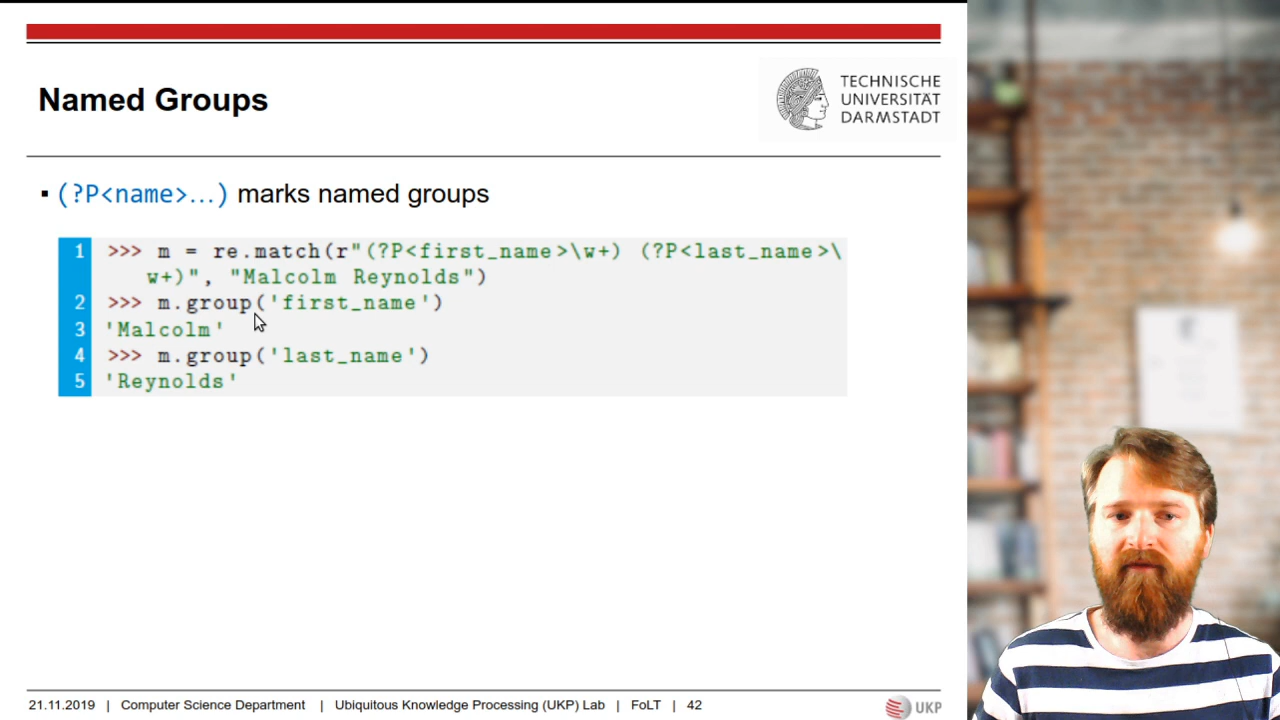 Named Groups
TECHNISCHE
UNIVERSITÄT
DARMSTADT
▪ (?P<name>...) marks named groups
1 >>> m = re.match(r"(?P<first_name>\w+) (?P<last_name>\
w+)", "Malcolm Reynolds")
2 >>> m.group('first_name')
3 'Malcolm'
4 >>> m.group('last_name')
5 'Reynolds'
21.11.2019 | Computer Science Department | Ubiquitous Knowledge Processing (UKP) Lab | FoLT | 42
UKP